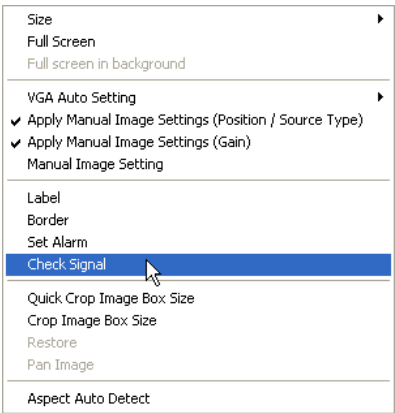 Size
Full Screen
Full screen in background
VGA Auto Setting
Apply Manual Image Settings (Position / Source Type)
Apply Manual Image Settings (Gain)
Manual Image Setting
Label
Border
Set Alarm
Check Signal
Quick Crop Image Box Size
Crop Image Box Size
Restore
Pan Image
Aspect Auto Detect